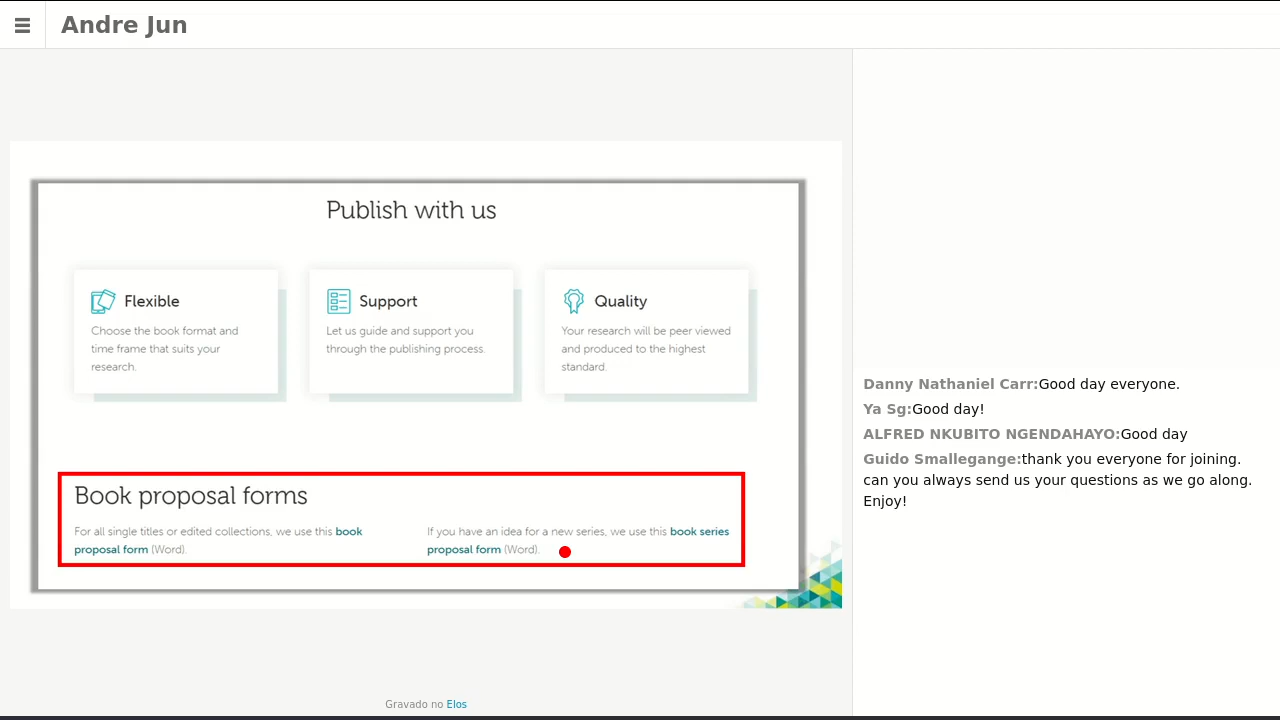 Andre Jun
Publish with us
Flexible
Choose the book format and
time frame that suits your
research.
Support
Let us guide and support you
through the publishing process.
Quality
Your research will be peer viewed
and produced to the highest
standard.
Book proposal forms
For all single titles or edited collections, we use this book
proposal form (Word).
If you have an idea for a new series, we use this book series
proposal form (Word).
Gravado no Elos
Danny Nathaniel Carr:Good day everyone.
Ya Sg:Good day!
ALFRED NKUBITO NGENDAHAYO:Good day
Guido Smallegange:thank you everyone for joining.
can you always send us your questions as we go along.
Enjoy!